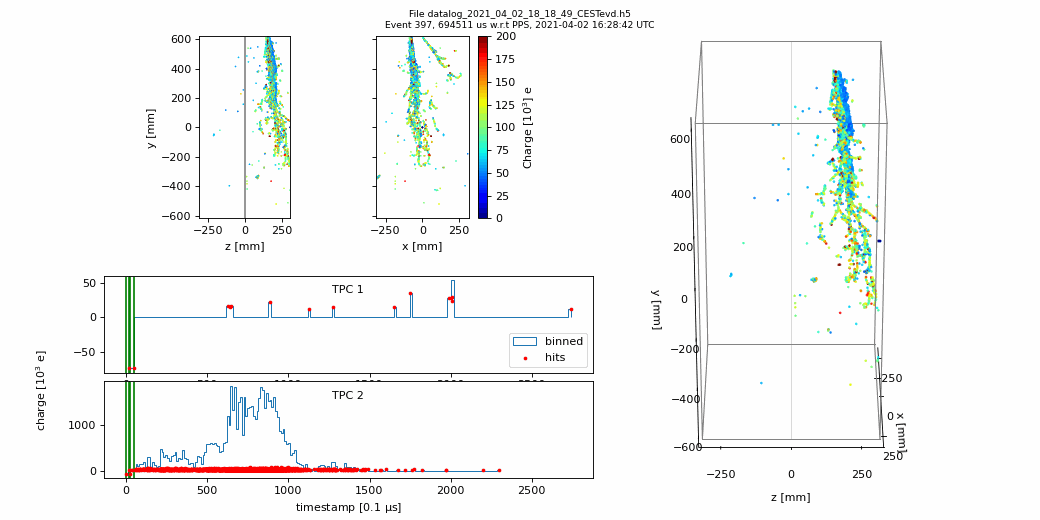 File datalog_2021_04_02_18_18_49_CESTevd.h5
Event 397, 694511 us w.r.t PPS, 2021-04-02 16:28:42 UTC
600
400
200
0
−200
−400
−600
y [mm]
−250 0 250
z [mm]
−250 0 250
x [mm]
200
175
150
125
100
75
50
25
0
Charge [10³] e
600
400
200
0
−200
−400
−600
y [mm]
−250 0 250
z [mm]
−250
0
250
x [mm]
TPC 1
50
0
−50
binned
hits
charge [10³ e]
TPC 2
1000
0
0 500 1000 1500 2000 2500
timestamp [0.1 µs]